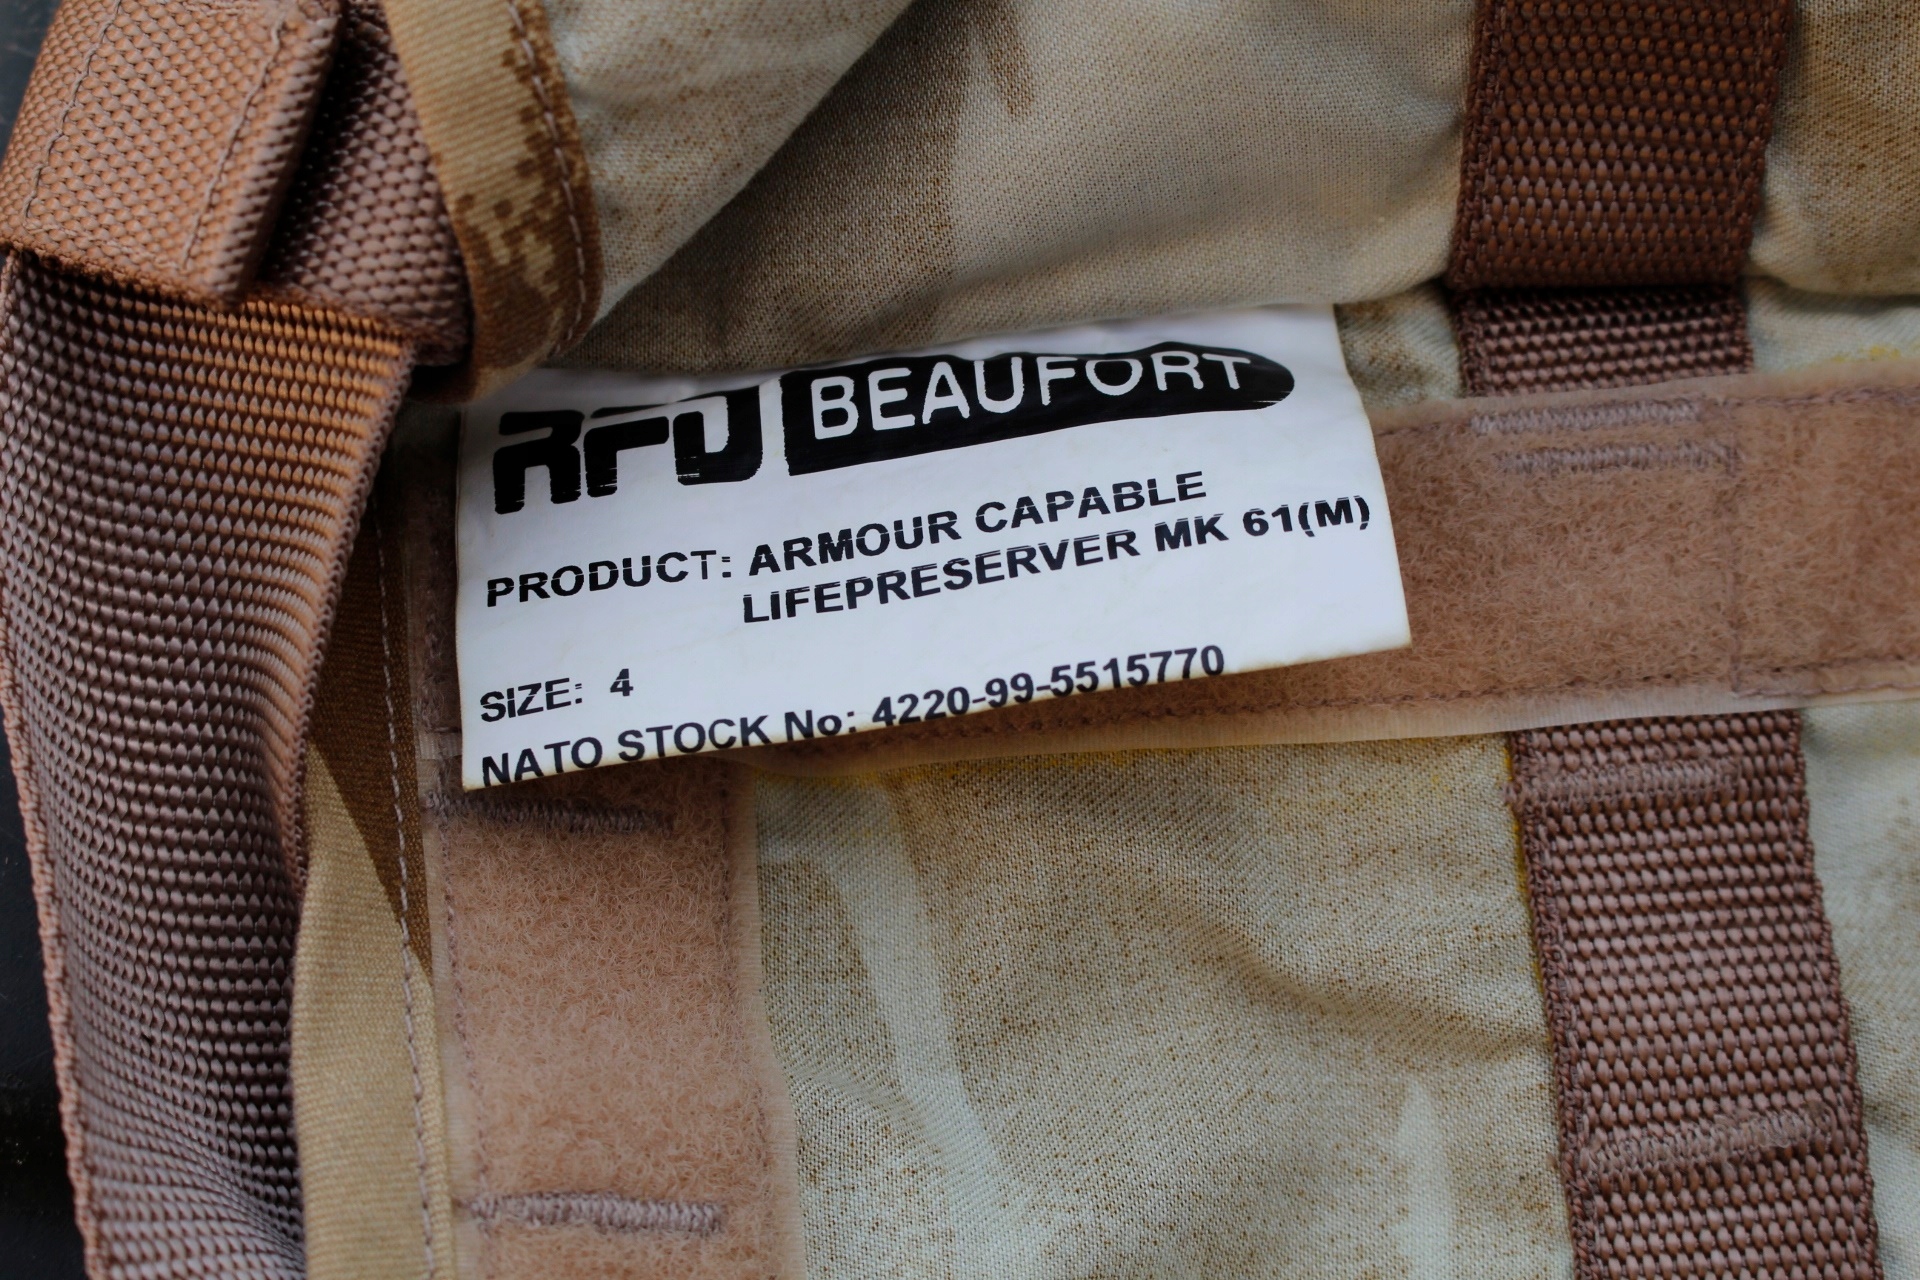 RFD BEAUFORT
PRODUCT: ARMOUR CAPABLE
LIFEPRESERVER MK 61(M)
SIZE: 4
NATO STOCK No: 4220-99-5515770